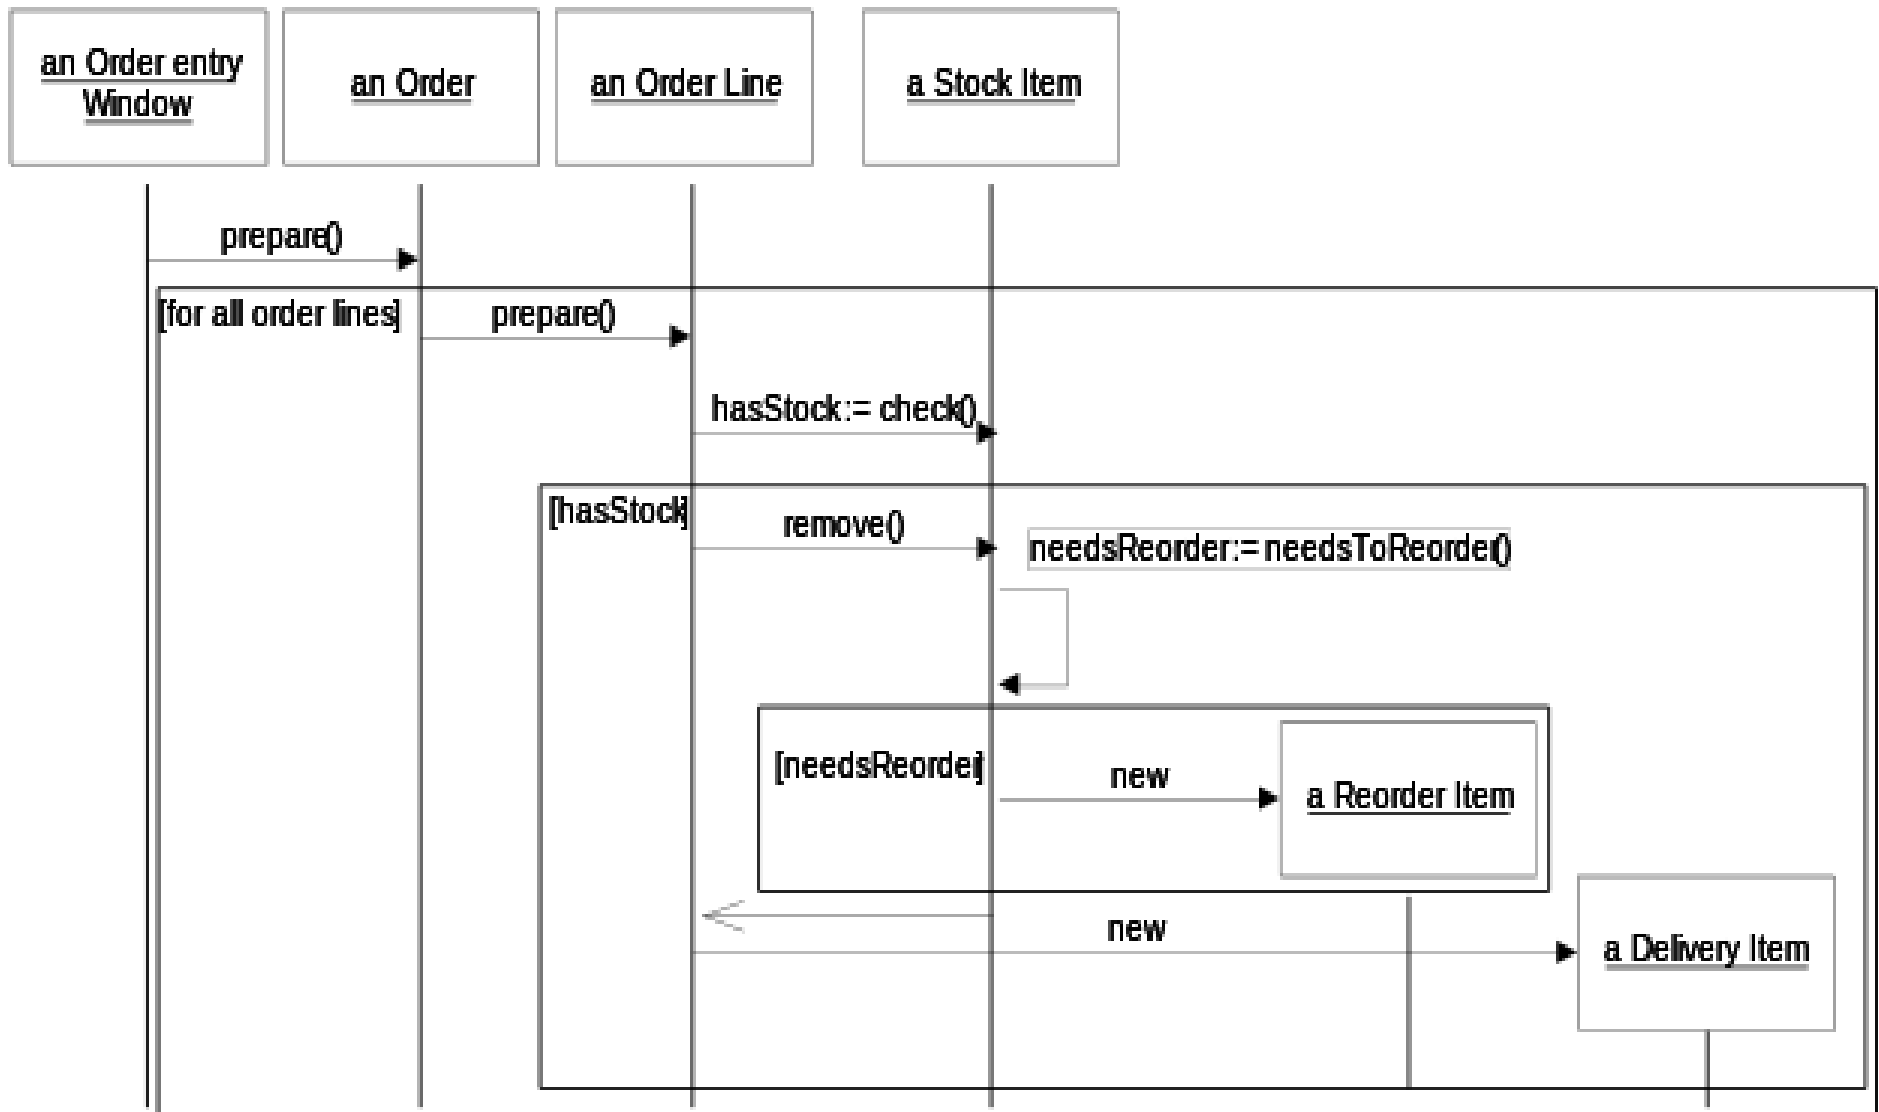 an Order entry
Window
an Order
an Order Line
a Stock Item
prepare()
[for all order lines]
prepare()
hasStock:= check()
[hasStock]
remove()
needsReorder:= needsToReorder()
[needsReorder]
new
a Reorder Item
new
a Delivery Item